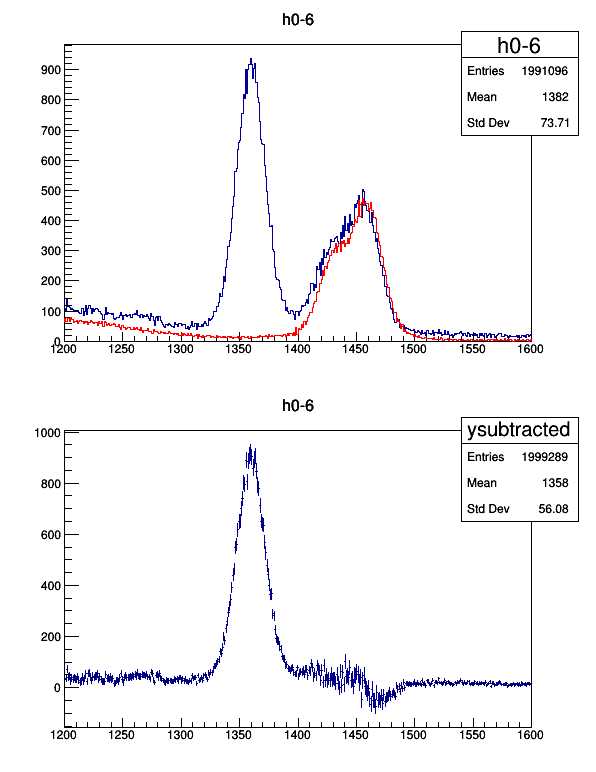 h0-6
h0-6
Entries 1991096
Mean 1382
Std Dev 73.71
900
800
700
600
500
400
300
200
100
0
1200 1250 1300 1350 1400 1450 1500 1550 1600
h0-6
ysubtracted
Entries 1999289
Mean 1358
Std Dev 56.08
1000
800
600
400
200
0
1200 1250 1300 1350 1400 1450 1500 1550 1600